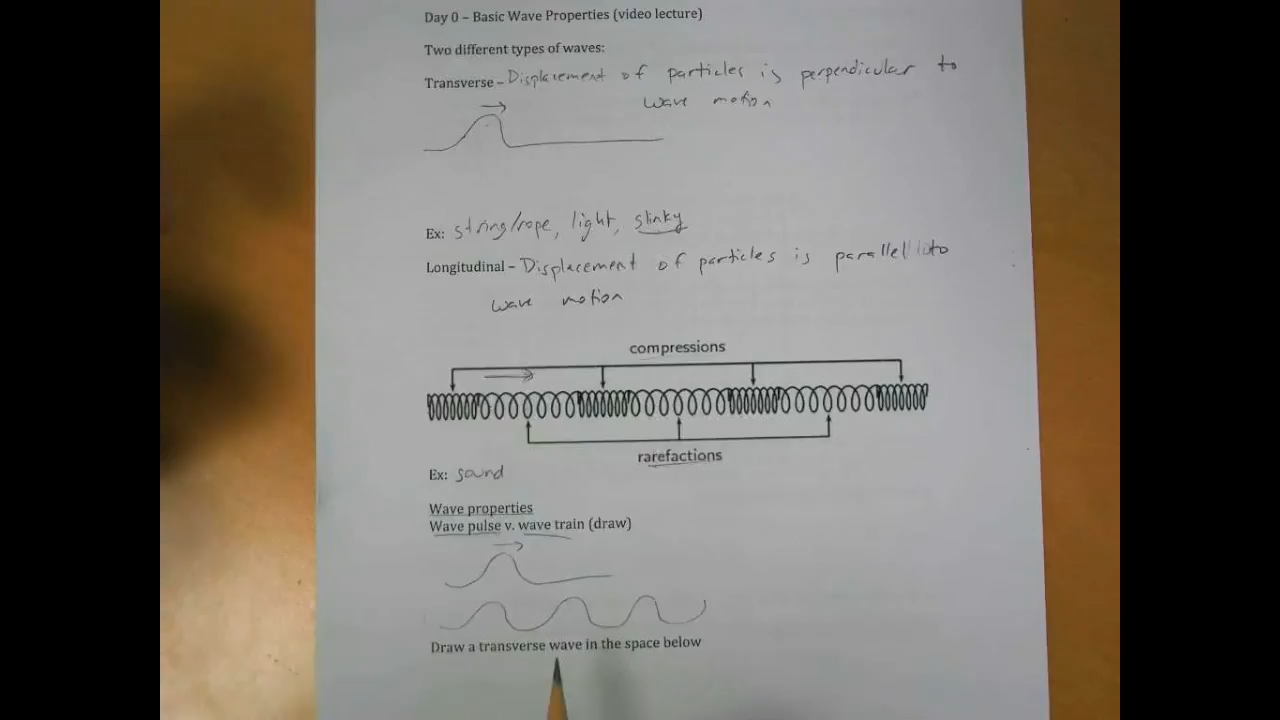 Day 0 – Basic Wave Properties (video lecture)
Two different types of waves:
Transverse – Displacement of particles is perpendicular to
wave motion
Ex: string/rope, light, slinky
Longitudinal – Displacement of particles is parallel to
wave motion
compressions
rarefactions
Ex: sound
Wave properties
Wave pulse v. wave train (draw)
Draw a transverse wave in the space below